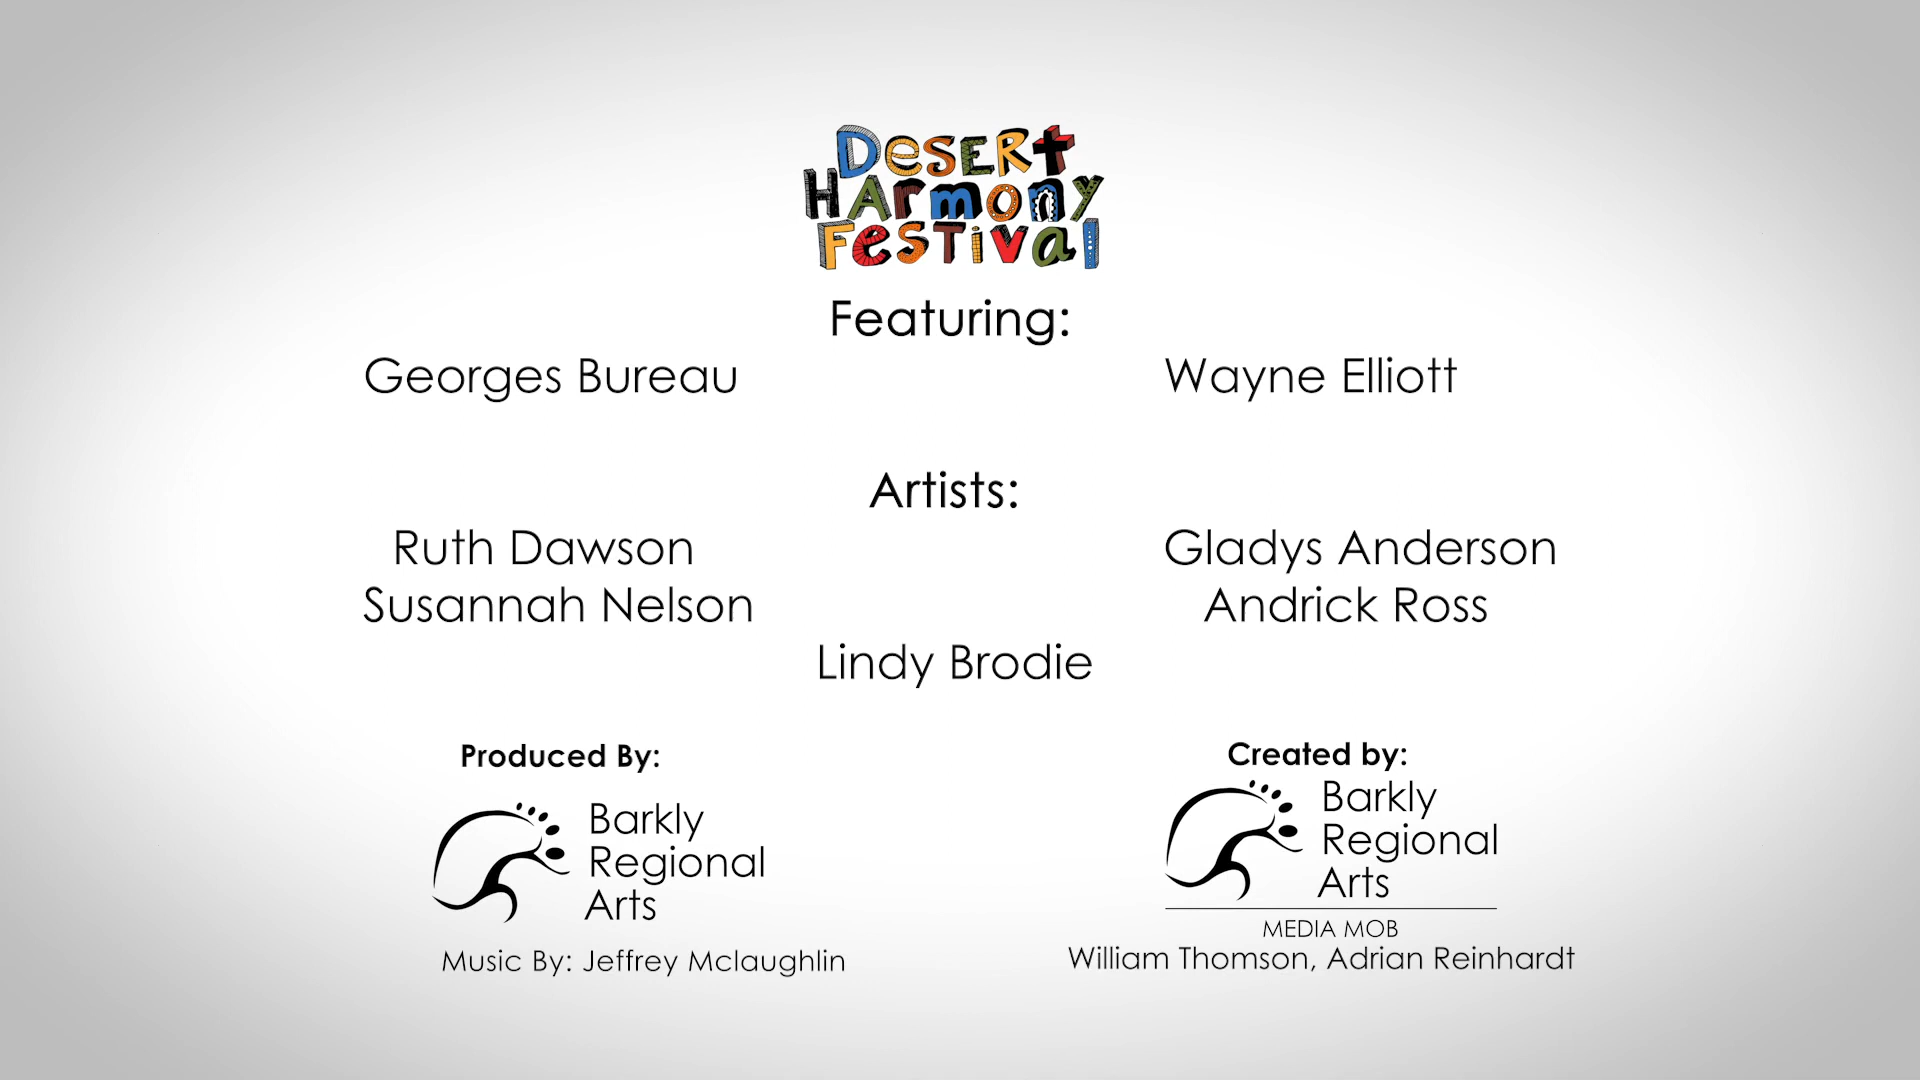 DeSERt
HArmony
FeSTival
Featuring:
Georges Bureau
Wayne Elliott
Artists:
Ruth Dawson
Gladys Anderson
Susannah Nelson
Andrick Ross
Lindy Brodie
Produced By:
Barkly
Regional
Arts
Music By: Jeffrey Mclaughlin
Created by:
Barkly
Regional
Arts
MEDIA MOB
William Thomson, Adrian Reinhardt